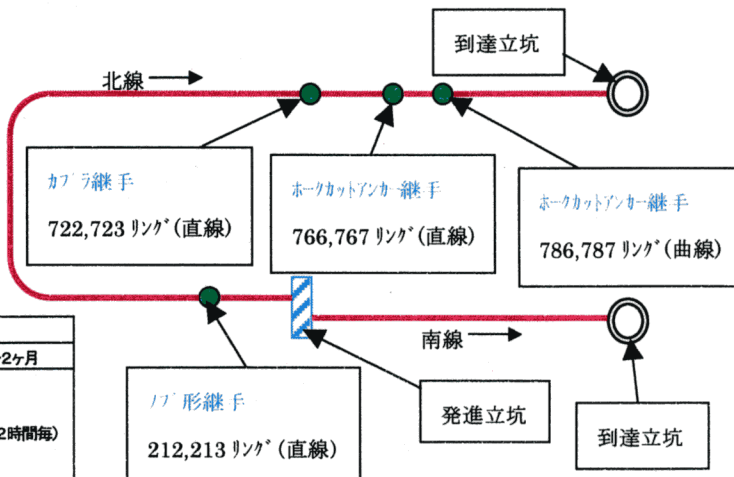 到達立坑
北線
ｶﾌﾟﾗ継手
722,723 ﾘﾝｸﾞ(直線)
ﾎｰｸｶｯﾄｱﾝｶｰ継手
766,767 ﾘﾝｸﾞ(直線)
ﾎｰｸｶｯﾄｱﾝｶｰ継手
786,787 ﾘﾝｸﾞ(曲線)
南線
2ヶ月
2時間毎)
ﾉﾌﾞ形継手
212,213 ﾘﾝｸﾞ(直線)
発進立坑
到達立坑